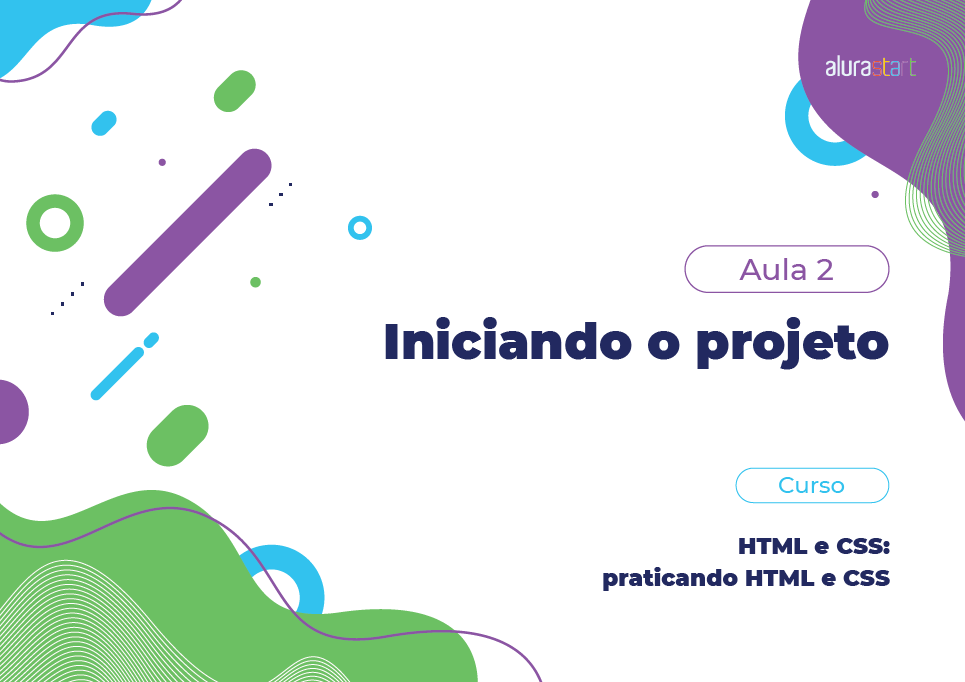 alurastart
Aula 2
Iniciando o projeto
Curso
HTML e CSS:
praticando HTML e CSS